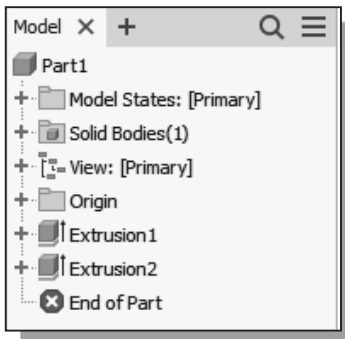 Model
Part1
Model States: [Primary]
Solid Bodies(1)
View: [Primary]
Origin
Extrusion1
Extrusion2
End of Part